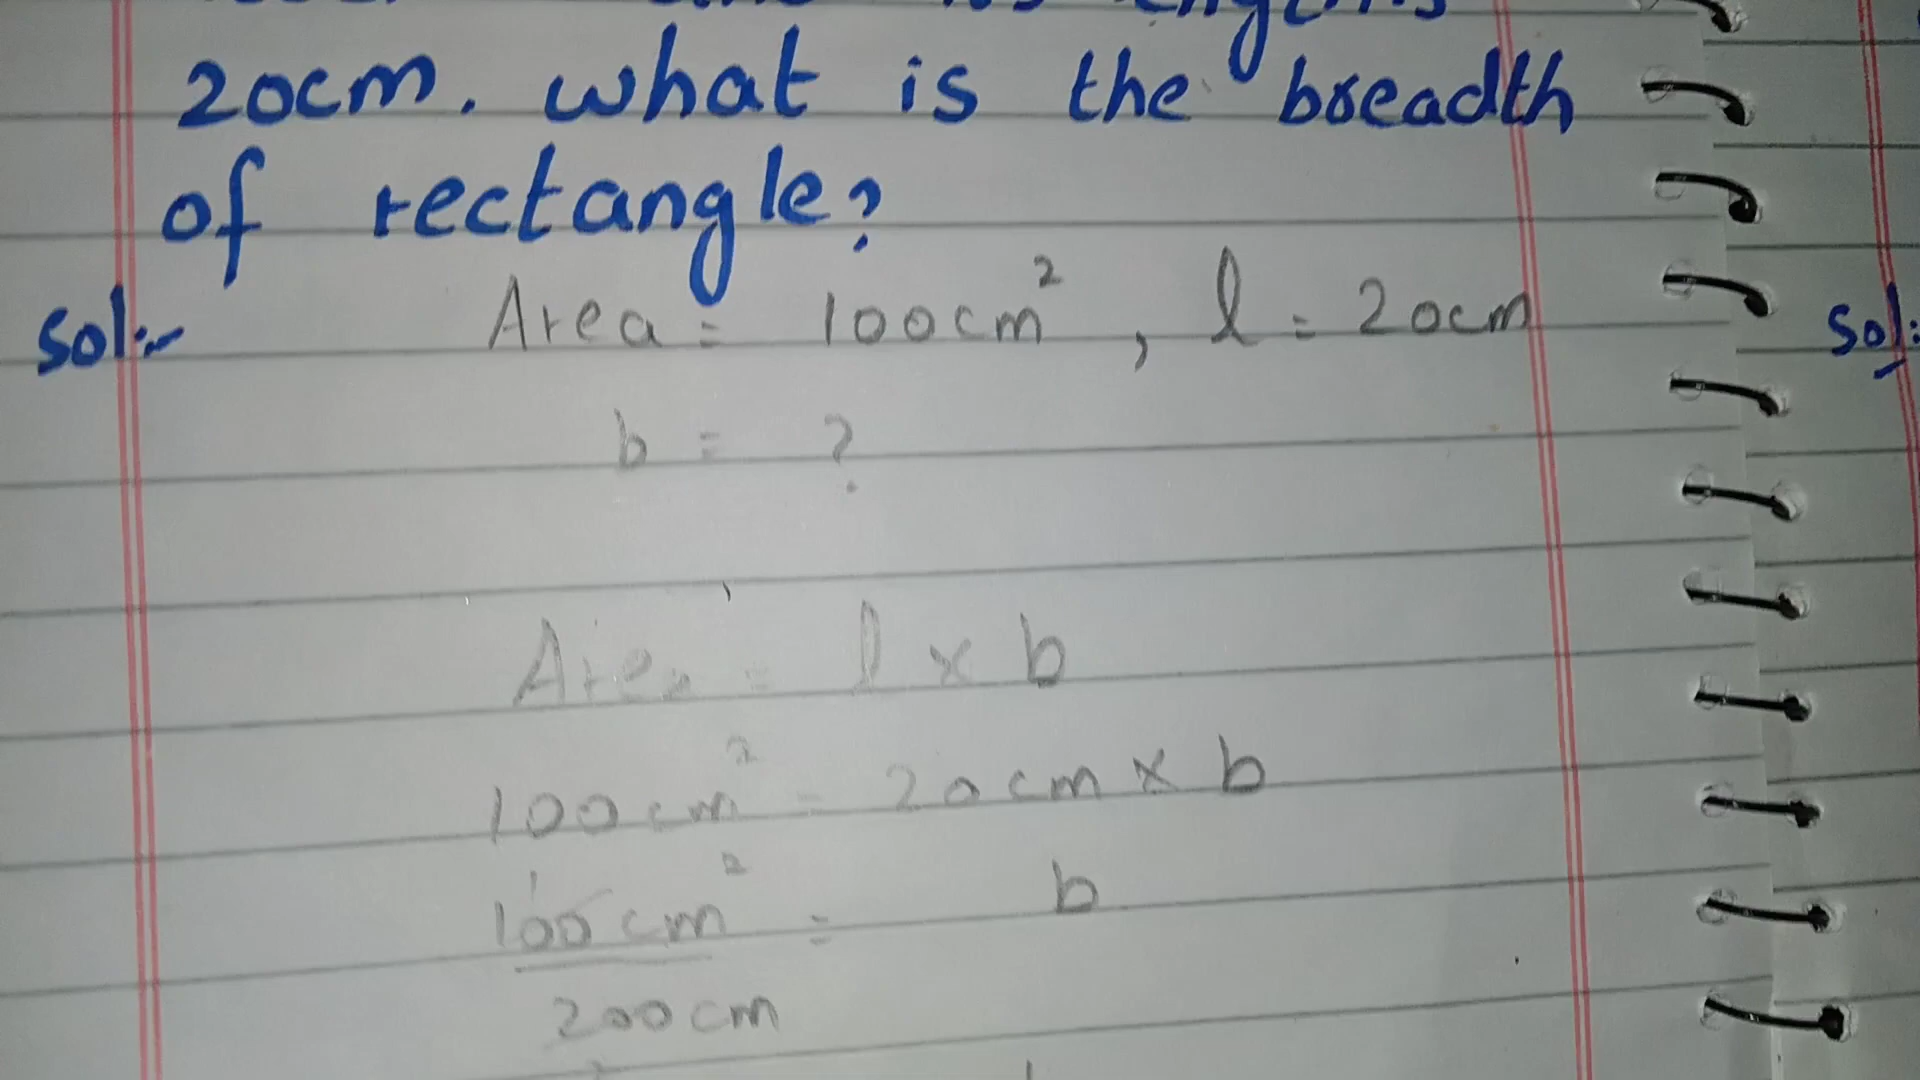 20cm. what is the breadth
of rectangle?
Sol:- Area = 100cm², l = 20cm
b = ?
Area = l x b
100cm² = 20cm x b
100cm² = b
200cm
Sol: